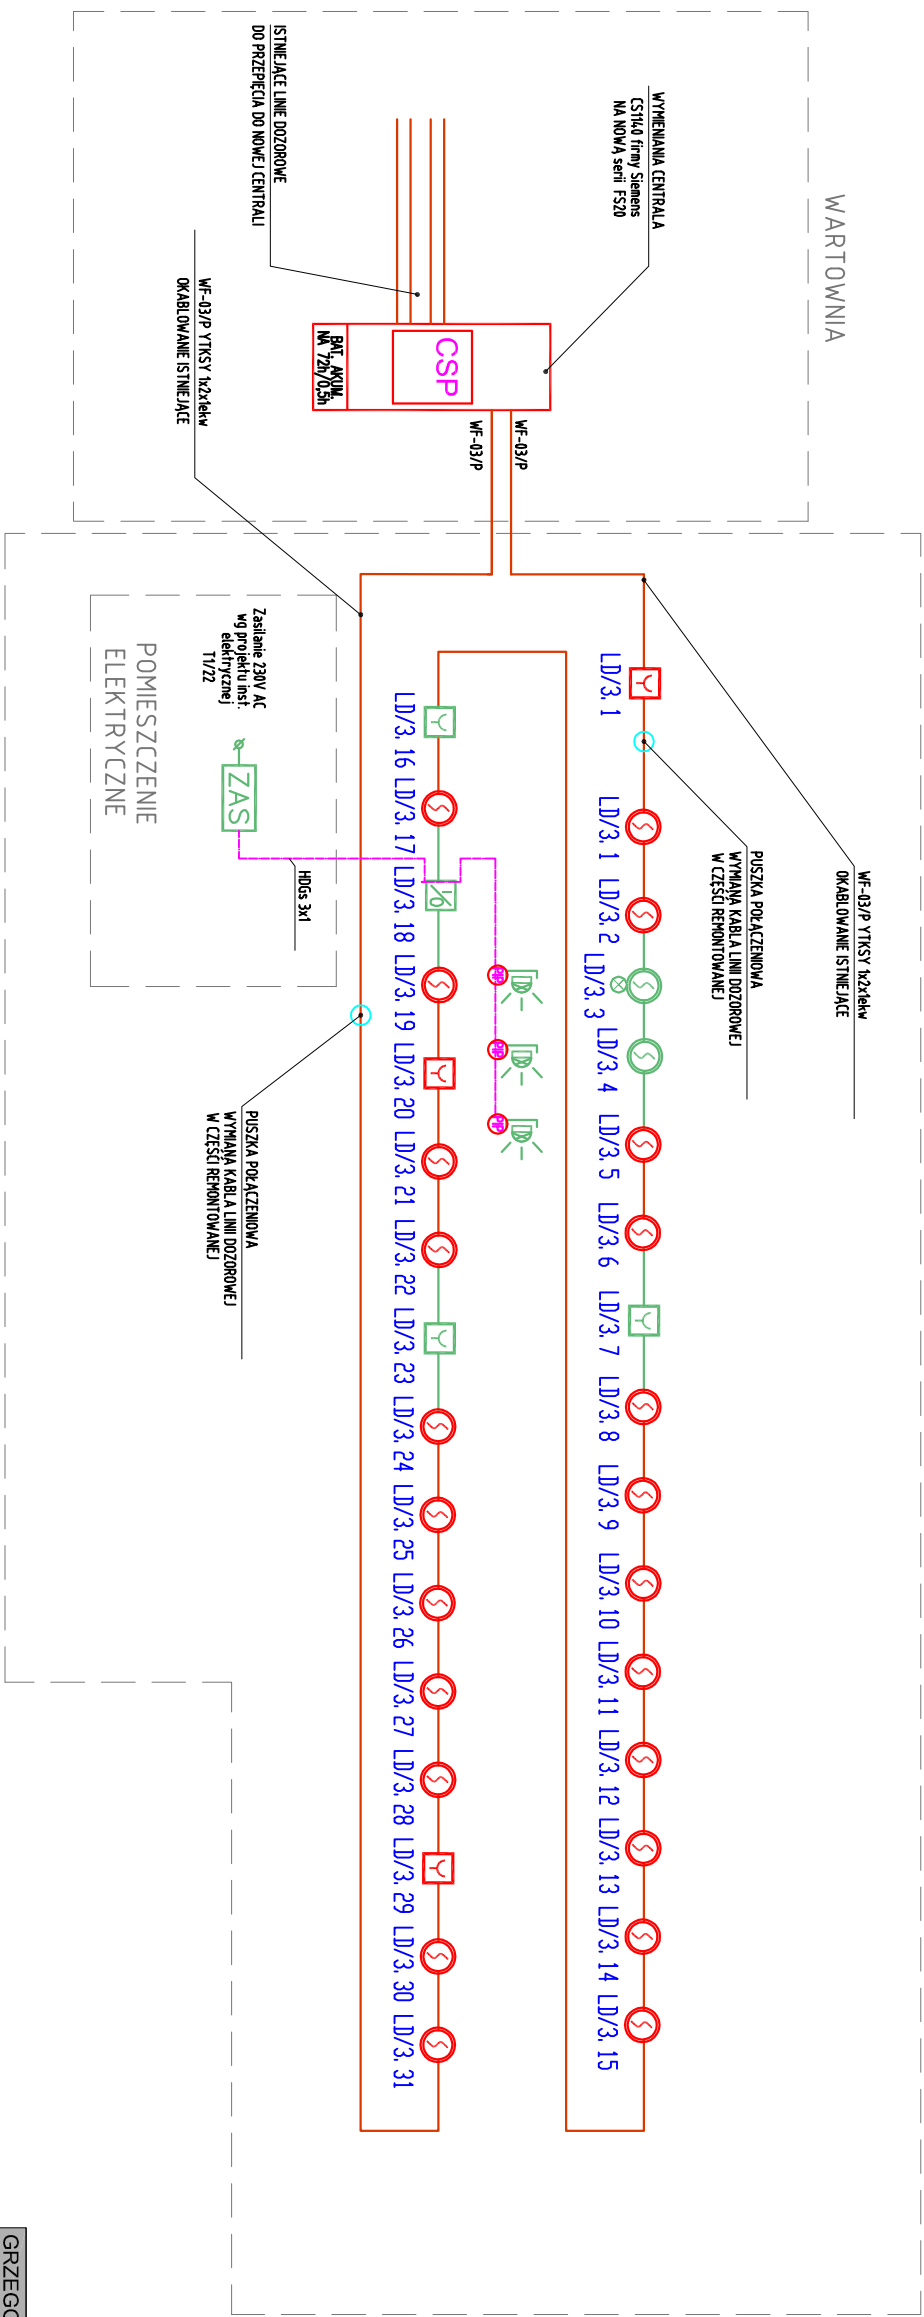 WARTOWNIA
WYMIENIANA CENTRALA
CS1140 firmy Siemens
NA NOWĄ serii FS20
ISTNIEJĄCE LINIE DOZOROWE
DO PRZEPIĘCIA DO NOWEJ CENTRALI
CSP
BAT. AKUM.
NA 72h/0,5h
WF-03/P
WF-03/P
WF-03/P YTKSY 1x2x1ekw
OKABLOWANIE ISTNIEJĄCE
WF-03/P YTKSY 1x2x1ekw
OKABLOWANIE ISTNIEJĄCE
PUSZKA POŁĄCZENIOWA
WYMIANA KABLA LINII DOZOROWEJ
W CZĘŚCI REMONTOWANEJ
LD/3. 1
LD/3. 1
LD/3. 2
LD/3. 3
LD/3. 4
LD/3. 5
LD/3. 6
LD/3. 7
LD/3. 8
LD/3. 9
LD/3. 10
LD/3. 11
LD/3. 12
LD/3. 13
LD/3. 14
LD/3. 15
PIP
PIP
PIP
I/O
LD/3. 16
LD/3. 17
LD/3. 18
LD/3. 19
LD/3. 20
LD/3. 21
LD/3. 22
LD/3. 23
LD/3. 24
LD/3. 25
LD/3. 26
LD/3. 27
LD/3. 28
LD/3. 29
LD/3. 30
LD/3. 31
HDGs 3x1
Zasilanie 230V AC
wg projektu inst.
elektrycznej
T1/22
ZAS
POMIESZCZENIE
ELEKTRYCZNE
PUSZKA POŁĄCZENIOWA
WYMIANA KABLA LINII DOZOROWEJ
W CZĘŚCI REMONTOWANEJ